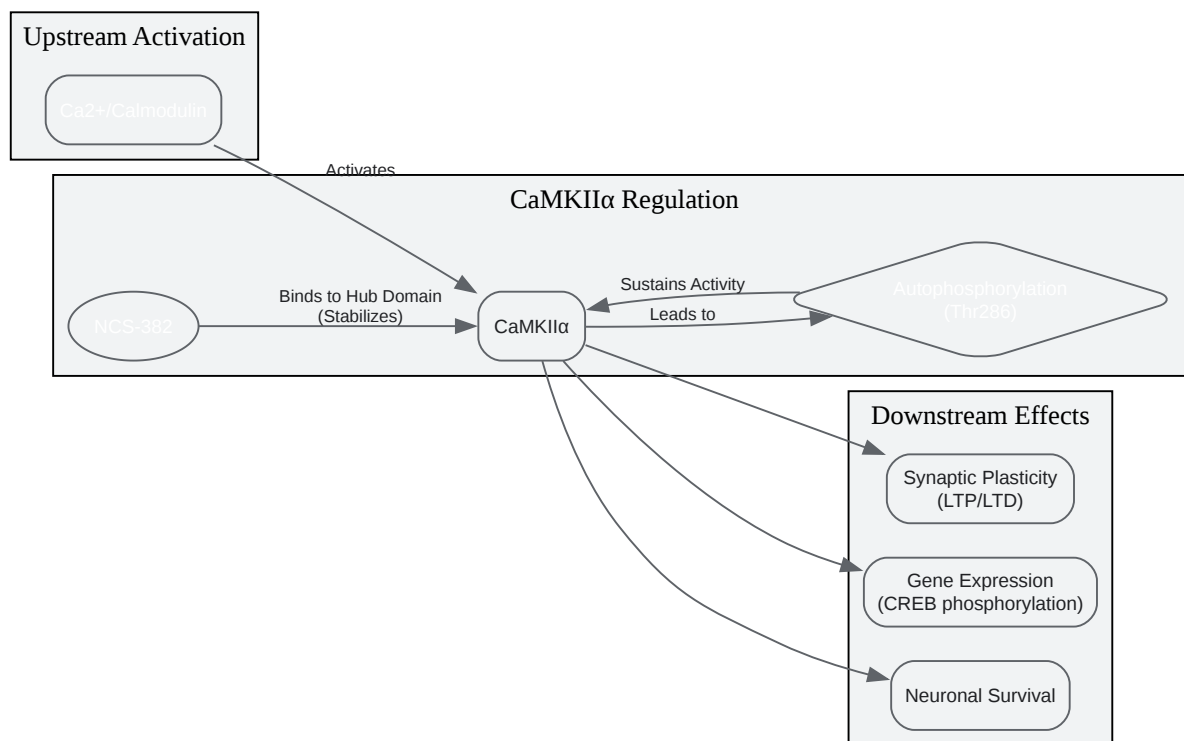 Upstream Activation
Ca2+/Calmodulin
Activates
CaMKIIα Regulation
NCS-382
Binds to Hub Domain
(Stabilizes)
CaMKIIα
Sustains Activity
Leads to
Autophosphorylation
(Thr286)
Downstream Effects
Synaptic Plasticity
(LTP/LTD)
Gene Expression
(CREB phosphorylation)
Neuronal Survival